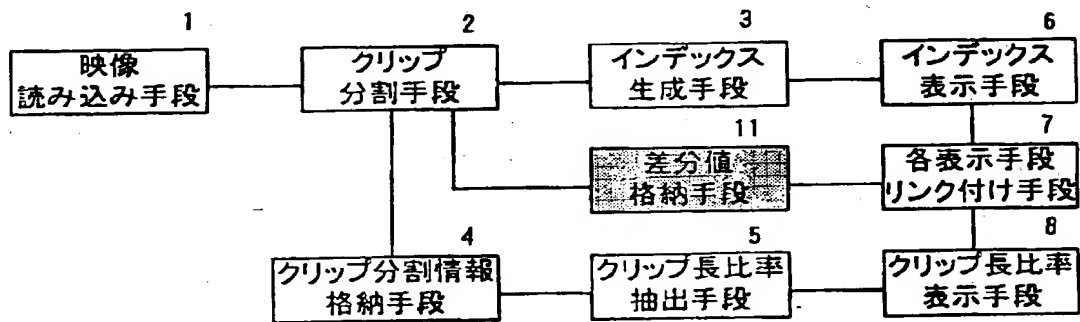 1
映像
読み込み手段
2
クリップ
分割手段
3
インデックス
生成手段
6
インデックス
表示手段
11
差分値
格納手段
7
各表示手段
リンク付け手段
4
クリップ分割情報
格納手段
5
クリップ長比率
抽出手段
8
クリップ長比率
表示手段